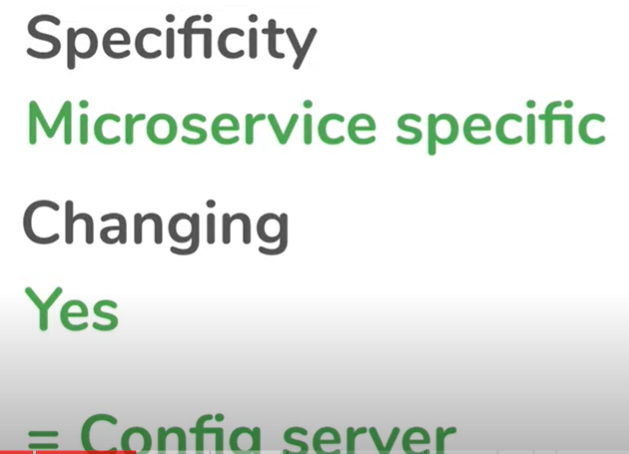 Specificity
Microservice specific
Changing
Yes
= Config server